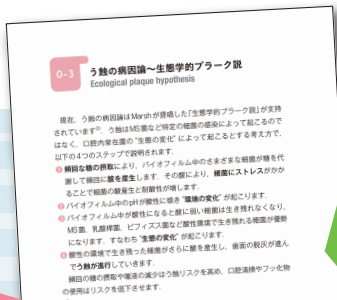 0-3
う蝕の病因論〜生態学的プラーク説
Ecological plaque hypothesis
現在，う蝕の病因論はMarshが提唱した「生態学的プラーク説」が支持
されています²⁾．う蝕はMS菌など特定の細菌の感染によって起こるので
はなく，口腔内常在菌の“生態の変化”によって起こるとする考え方で，
以下の4つのステップで説明されます．
❶頻回な糖の摂取により，バイオフィルム中のさまざまな細菌が糖を代
謝して頻回に酸を産生します．その酸により，細菌にストレスがかか
ることで細菌の酸産生と耐酸性が増します．
❷バイオフィルム中のpHが酸性に傾き“環境の変化”が起こります．
❸バイオフィルム中が酸性になると酸に弱い細菌は生き残れなくなり，
MS菌，乳酸桿菌，ビフィズス菌など酸性環境で生き残れる細菌が優勢
になります．すなわち“生態の変化”が起こります．
❹酸性の環境で生き残った細菌がさらに酸を産生し，歯面の脱灰が進ん
でう蝕が進行していきます．
頻回の糖の摂取や唾液の減少はう蝕リスクを高め，口腔清掃やフッ化物
の使用はリスクを低下させます．